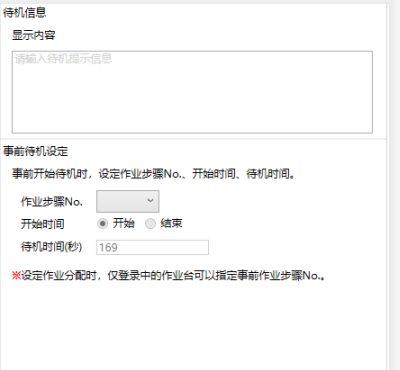 待机信息
显示内容
请输入待机提示信息
事前待机设定
事前开始待机时，设定作业步骤No.、开始时间、待机时间。
作业步骤No.
开始时间 开始 结束
待机时间(秒) 169
※设定作业分配时，仅登录中的作业台可以指定事前作业步骤No.。